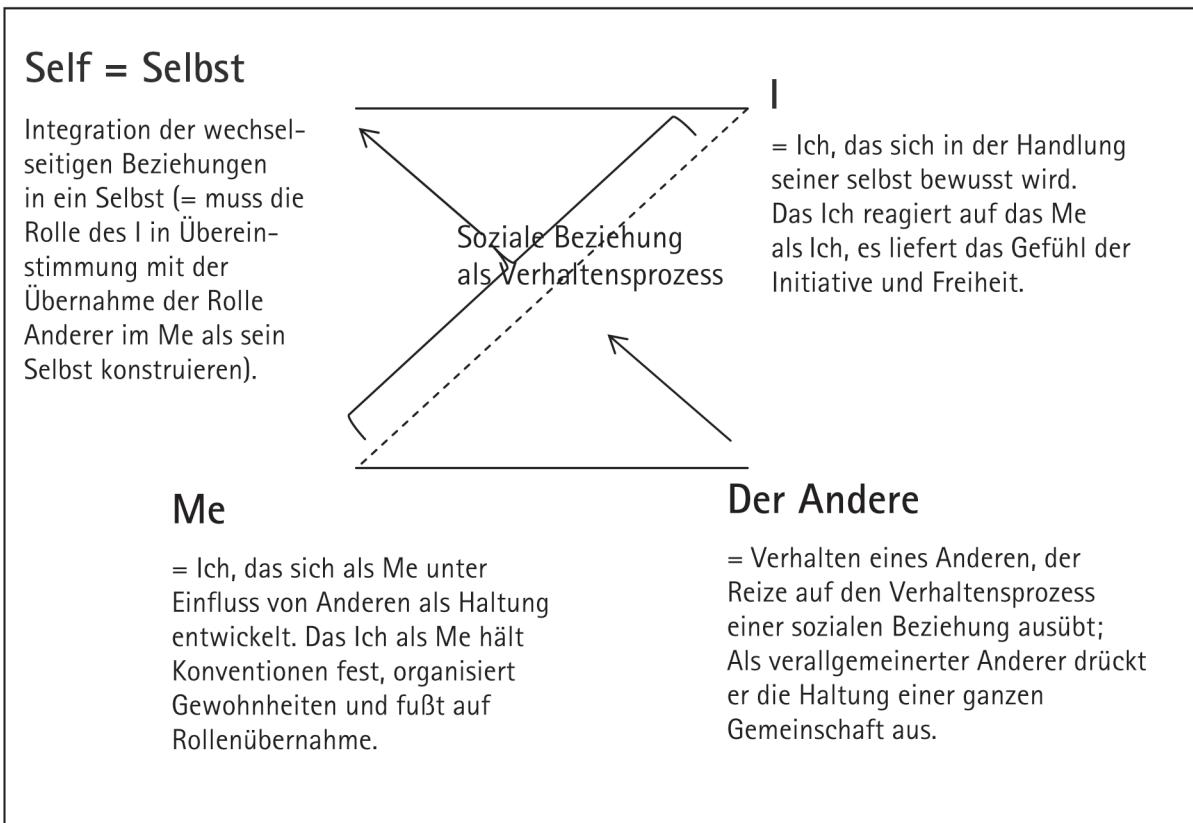 Self = Selbst
Integration der wechsel-
seitigen Beziehungen
in ein Selbst (= muss die
Rolle des I in Überein-
stimmung mit der
Übernahme der Rolle
Anderer im Me als sein
Selbst konstruieren).
I
= Ich, das sich in der Handlung
seiner selbst bewusst wird.
Das Ich reagiert auf das Me
als Ich, es liefert das Gefühl der
Initiative und Freiheit.
Soziale Beziehung
als Verhaltensprozess
Me
= Ich, das sich als Me unter
Einfluss von Anderen als Haltung
entwickelt. Das Ich als Me hält
Konventionen fest, organisiert
Gewohnheiten und fußt auf
Rollenübernahme.
Der Andere
= Verhalten eines Anderen, der
Reize auf den Verhaltensprozess
einer sozialen Beziehung ausübt;
Als verallgemeinerter Anderer drückt
er die Haltung einer ganzen
Gemeinschaft aus.